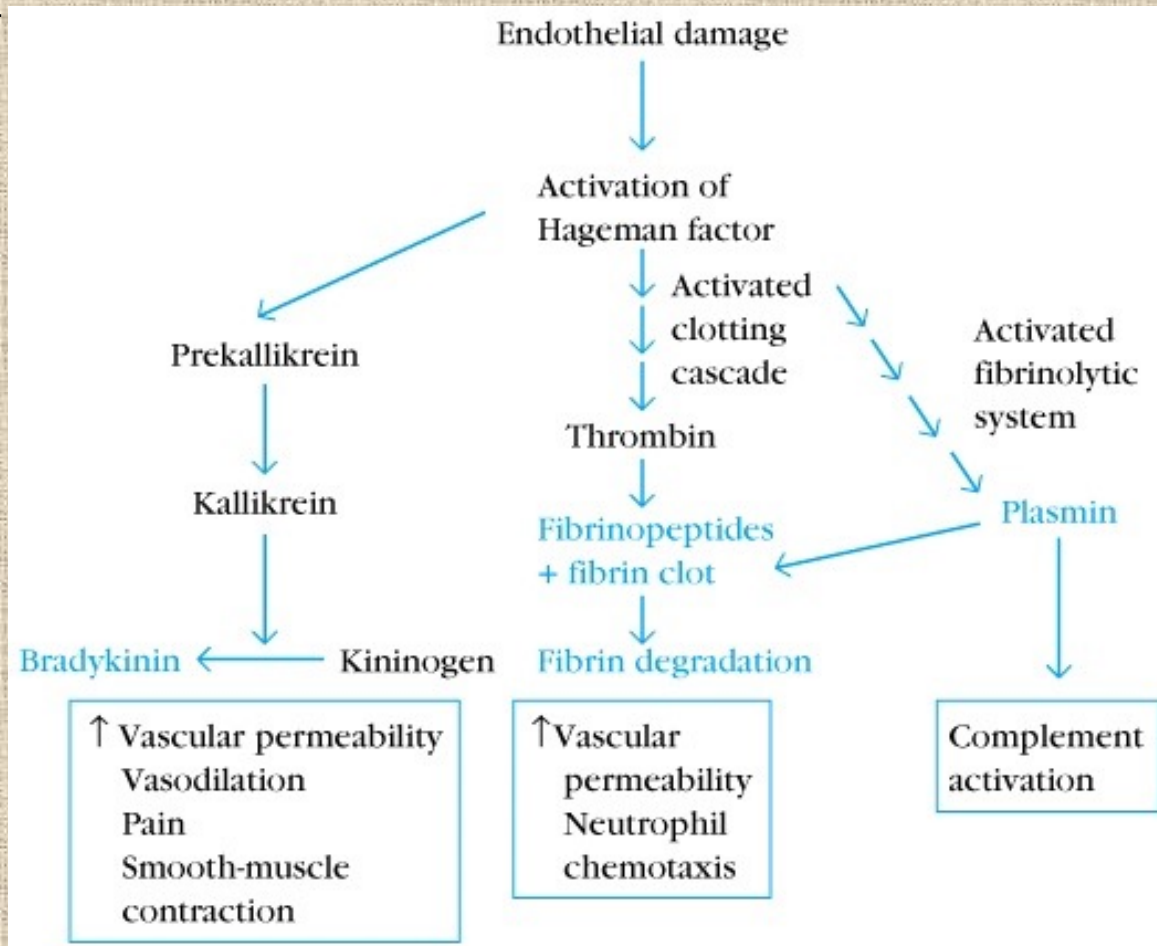 Endothelial damage
Activation of
Hageman factor
Activated
clotting
cascade
Activated
fibrinolytic
system
Prekallikrein
Thrombin
Kallikrein
Fibrinopeptides
+ fibrin clot
Plasmin
Bradykinin
Kininogen
Fibrin degradation
↑ Vascular permeability
Vasodilation
Pain
Smooth-muscle
contraction
↑Vascular
permeability
Neutrophil
chemotaxis
Complement
activation